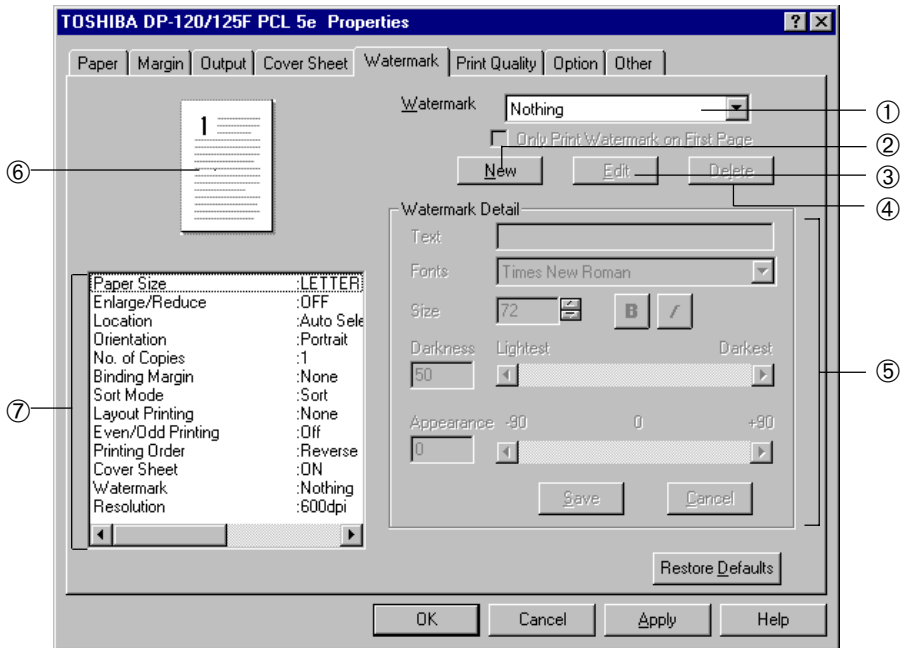 TOSHIBA DP-120/125F PCL 5e Properties
Paper Margin Output Cover Sheet Watermark Print Quality Option Other
Watermark Nothing ①
Only Print Watermark on First Page
②
New Edit Delete
③
④
1
⑥
Watermark Detail
Text
Fonts Times New Roman
Size 72 B I
Darkness Lightest Darkest
50
⑤
Appearance -90 0 +90
0
Save Cancel
⑦
Paper Size :LETTER
Enlarge/Reduce :OFF
Location :Auto Sele
Orientation :Portrait
No. of Copies :1
Binding Margin :None
Sort Mode :Sort
Layout Printing :None
Even/Odd Printing :Off
Printing Order :Reverse
Cover Sheet :ON
Watermark :Nothing
Resolution :600dpi
Restore Defaults
OK Cancel Apply Help